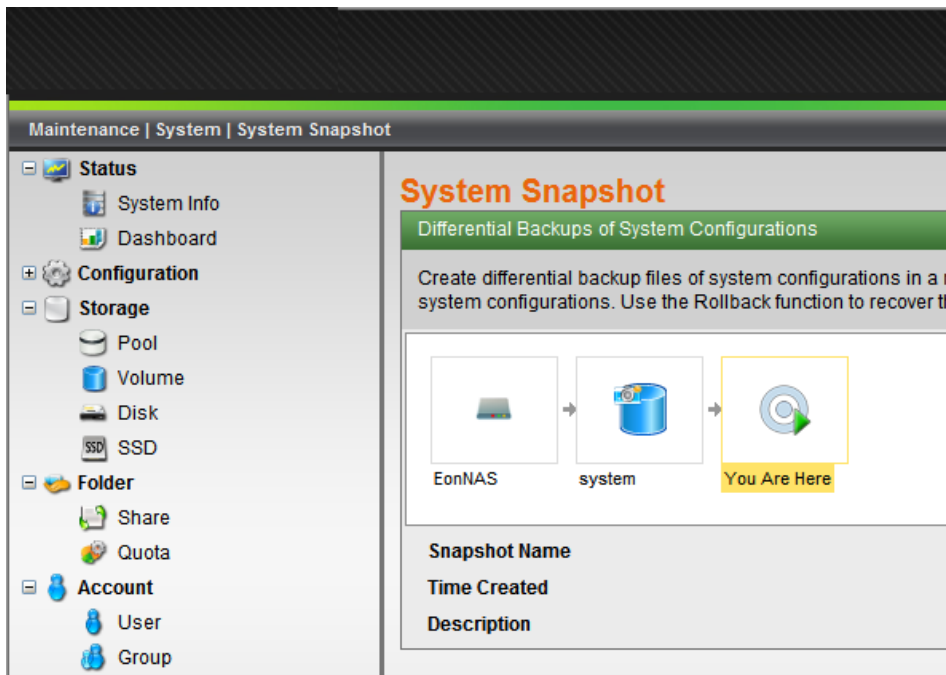 Maintenance | System | System Snapshot
Status
System Info
Dashboard
Configuration
Storage
Pool
Volume
Disk
SSD
SSD
Folder
Share
Quota
Account
User
Group
System Snapshot
Differential Backups of System Configurations
Create differential backup files of system configurations in a
system configurations. Use the Rollback function to recover
EonNAS
system
You Are Here
Snapshot Name
Time Created
Description